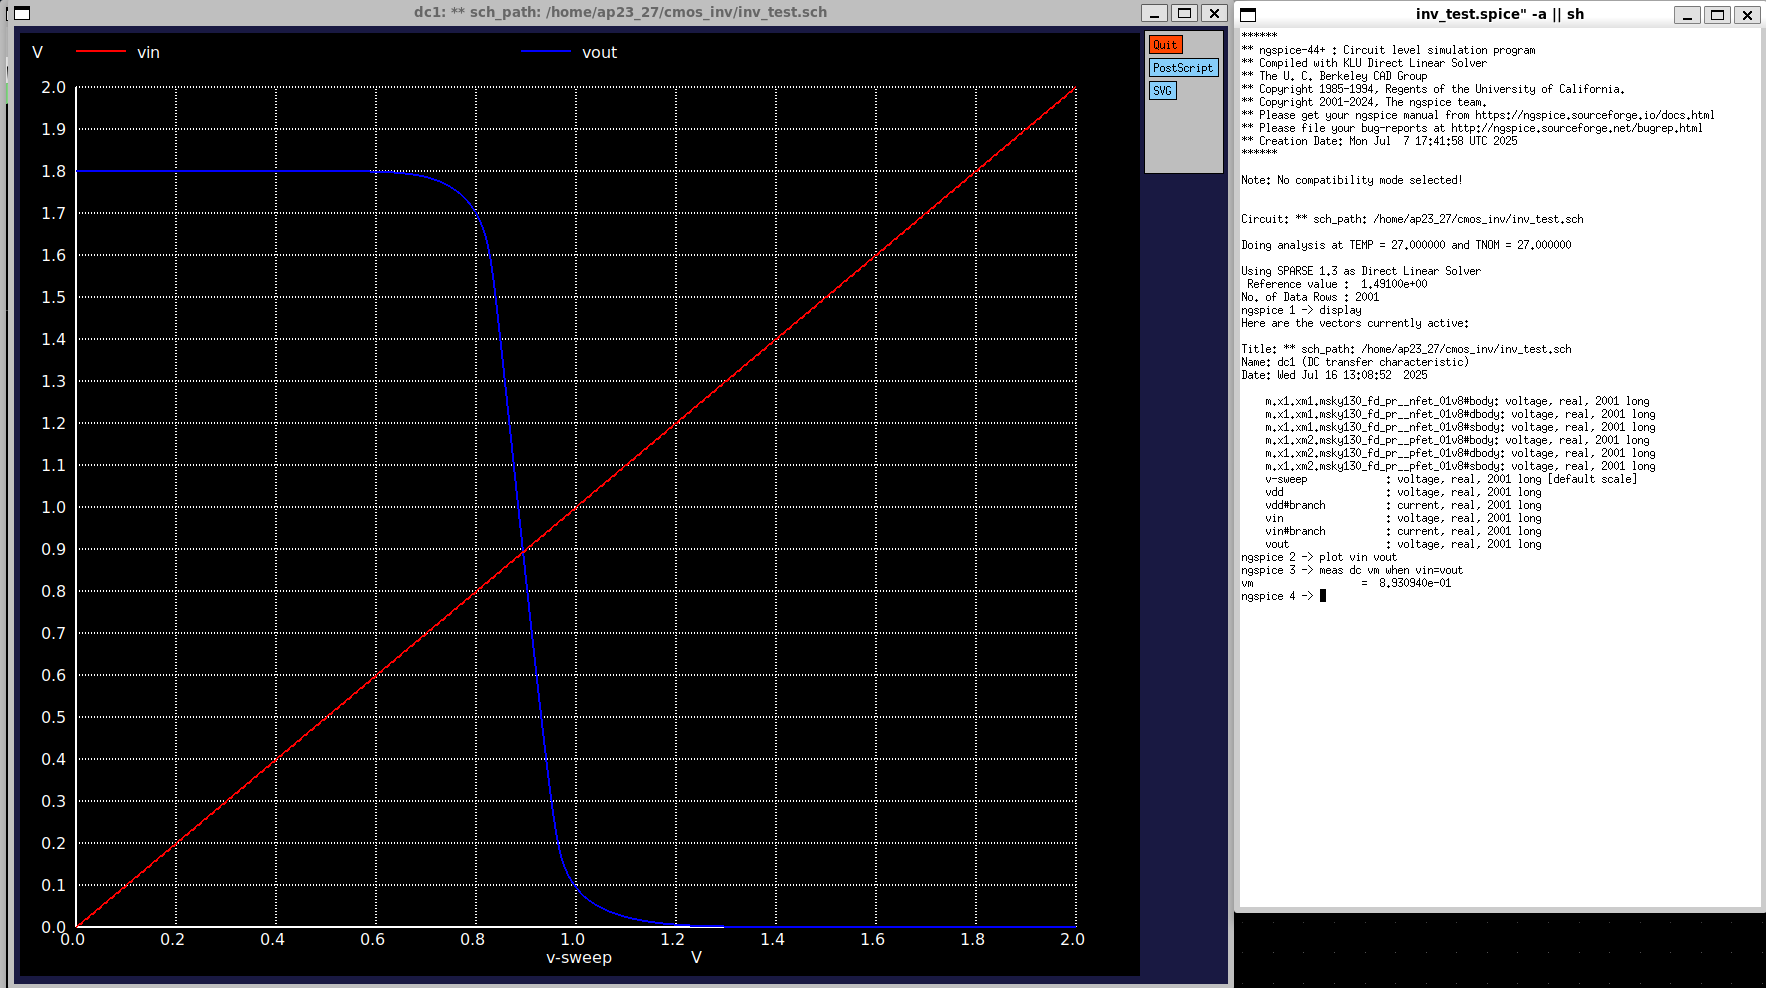 dc1: ** sch_path: /home/ap23_27/cmos_inv/inv_test.sch
V vin vout
2.0
1.9
1.8
1.7
1.6
1.5
1.4
1.3
1.2
1.1
1.0
0.9
0.8
0.7
0.6
0.5
0.4
0.3
0.2
0.1
0.0
0.0 0.2 0.4 0.6 0.8 1.0 1.2 1.4 1.6 1.8 2.0
v-sweep V
Quit
PostScript
SVG
inv_test.spice" -a || sh
******
** ngspice-44+ : Circuit level simulation program
** Compiled with KLU Direct Linear Solver
** The U. C. Berkeley CAD Group
** Copyright 1985-1994, Regents of the University of California.
** Copyright 2001-2024, The ngspice team.
** Please get your ngspice manual from https://ngspice.sourceforge.io/docs.html
** Please file your bug-reports at http://ngspice.sourceforge.net/bugrep.html
** Creation Date: Mon Jul  7 17:41:58 UTC 2025
******
Note: No compatibility mode selected!
Circuit: ** sch_path: /home/ap23_27/cmos_inv/inv_test.sch
Doing analysis at TEMP = 27.000000 and TNOM = 27.000000
Using SPARSE 1.3 as Direct Linear Solver
Reference value :  1.49100e+00
No. of Data Rows : 2001
ngspice 1 -> display
Here are the vectors currently active:
Title: ** sch_path: /home/ap23_27/cmos_inv/inv_test.sch
Name: dc1 (DC transfer characteristic)
Date: Wed Jul 16 13:08:52  2025
m.x1.xm1.msky130_fd_pr__nfet_01v8#body: voltage, real, 2001 long
m.x1.xm1.msky130_fd_pr__nfet_01v8#dbody: voltage, real, 2001 long
m.x1.xm1.msky130_fd_pr__nfet_01v8#sbody: voltage, real, 2001 long
m.x1.xm2.msky130_fd_pr__pfet_01v8#body: voltage, real, 2001 long
m.x1.xm2.msky130_fd_pr__pfet_01v8#dbody: voltage, real, 2001 long
m.x1.xm2.msky130_fd_pr__pfet_01v8#sbody: voltage, real, 2001 long
v-sweep : voltage, real, 2001 long [default scale]
vdd : voltage, real, 2001 long
vdd#branch : current, real, 2001 long
vin : voltage, real, 2001 long
vin#branch : current, real, 2001 long
vout : voltage, real, 2001 long
ngspice 2 -> plot vin vout
ngspice 3 -> meas dc vm when vin=vout
vm = 8.930940e-01
ngspice 4 ->